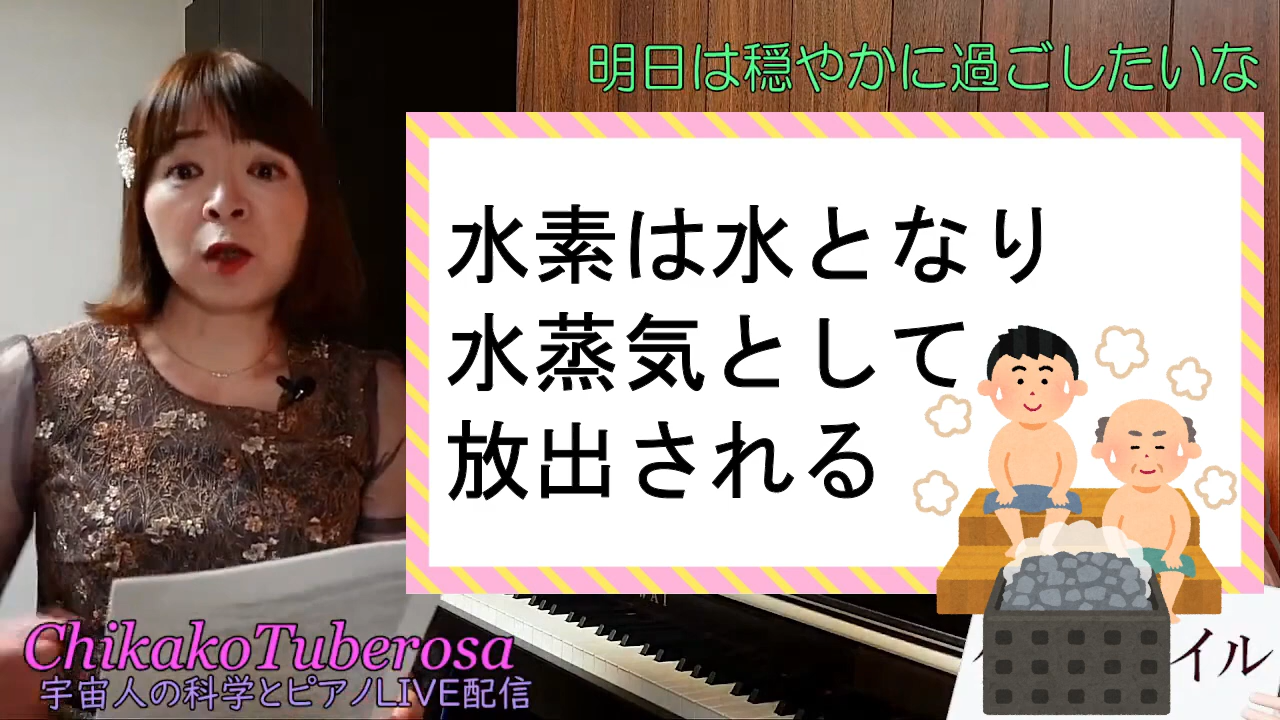 明日は穏やかに過ごしたいな
水素は水となり
水蒸気として
放出される
ChikakoTuberosa
宇宙人の科学とピアノLIVE配信
イル